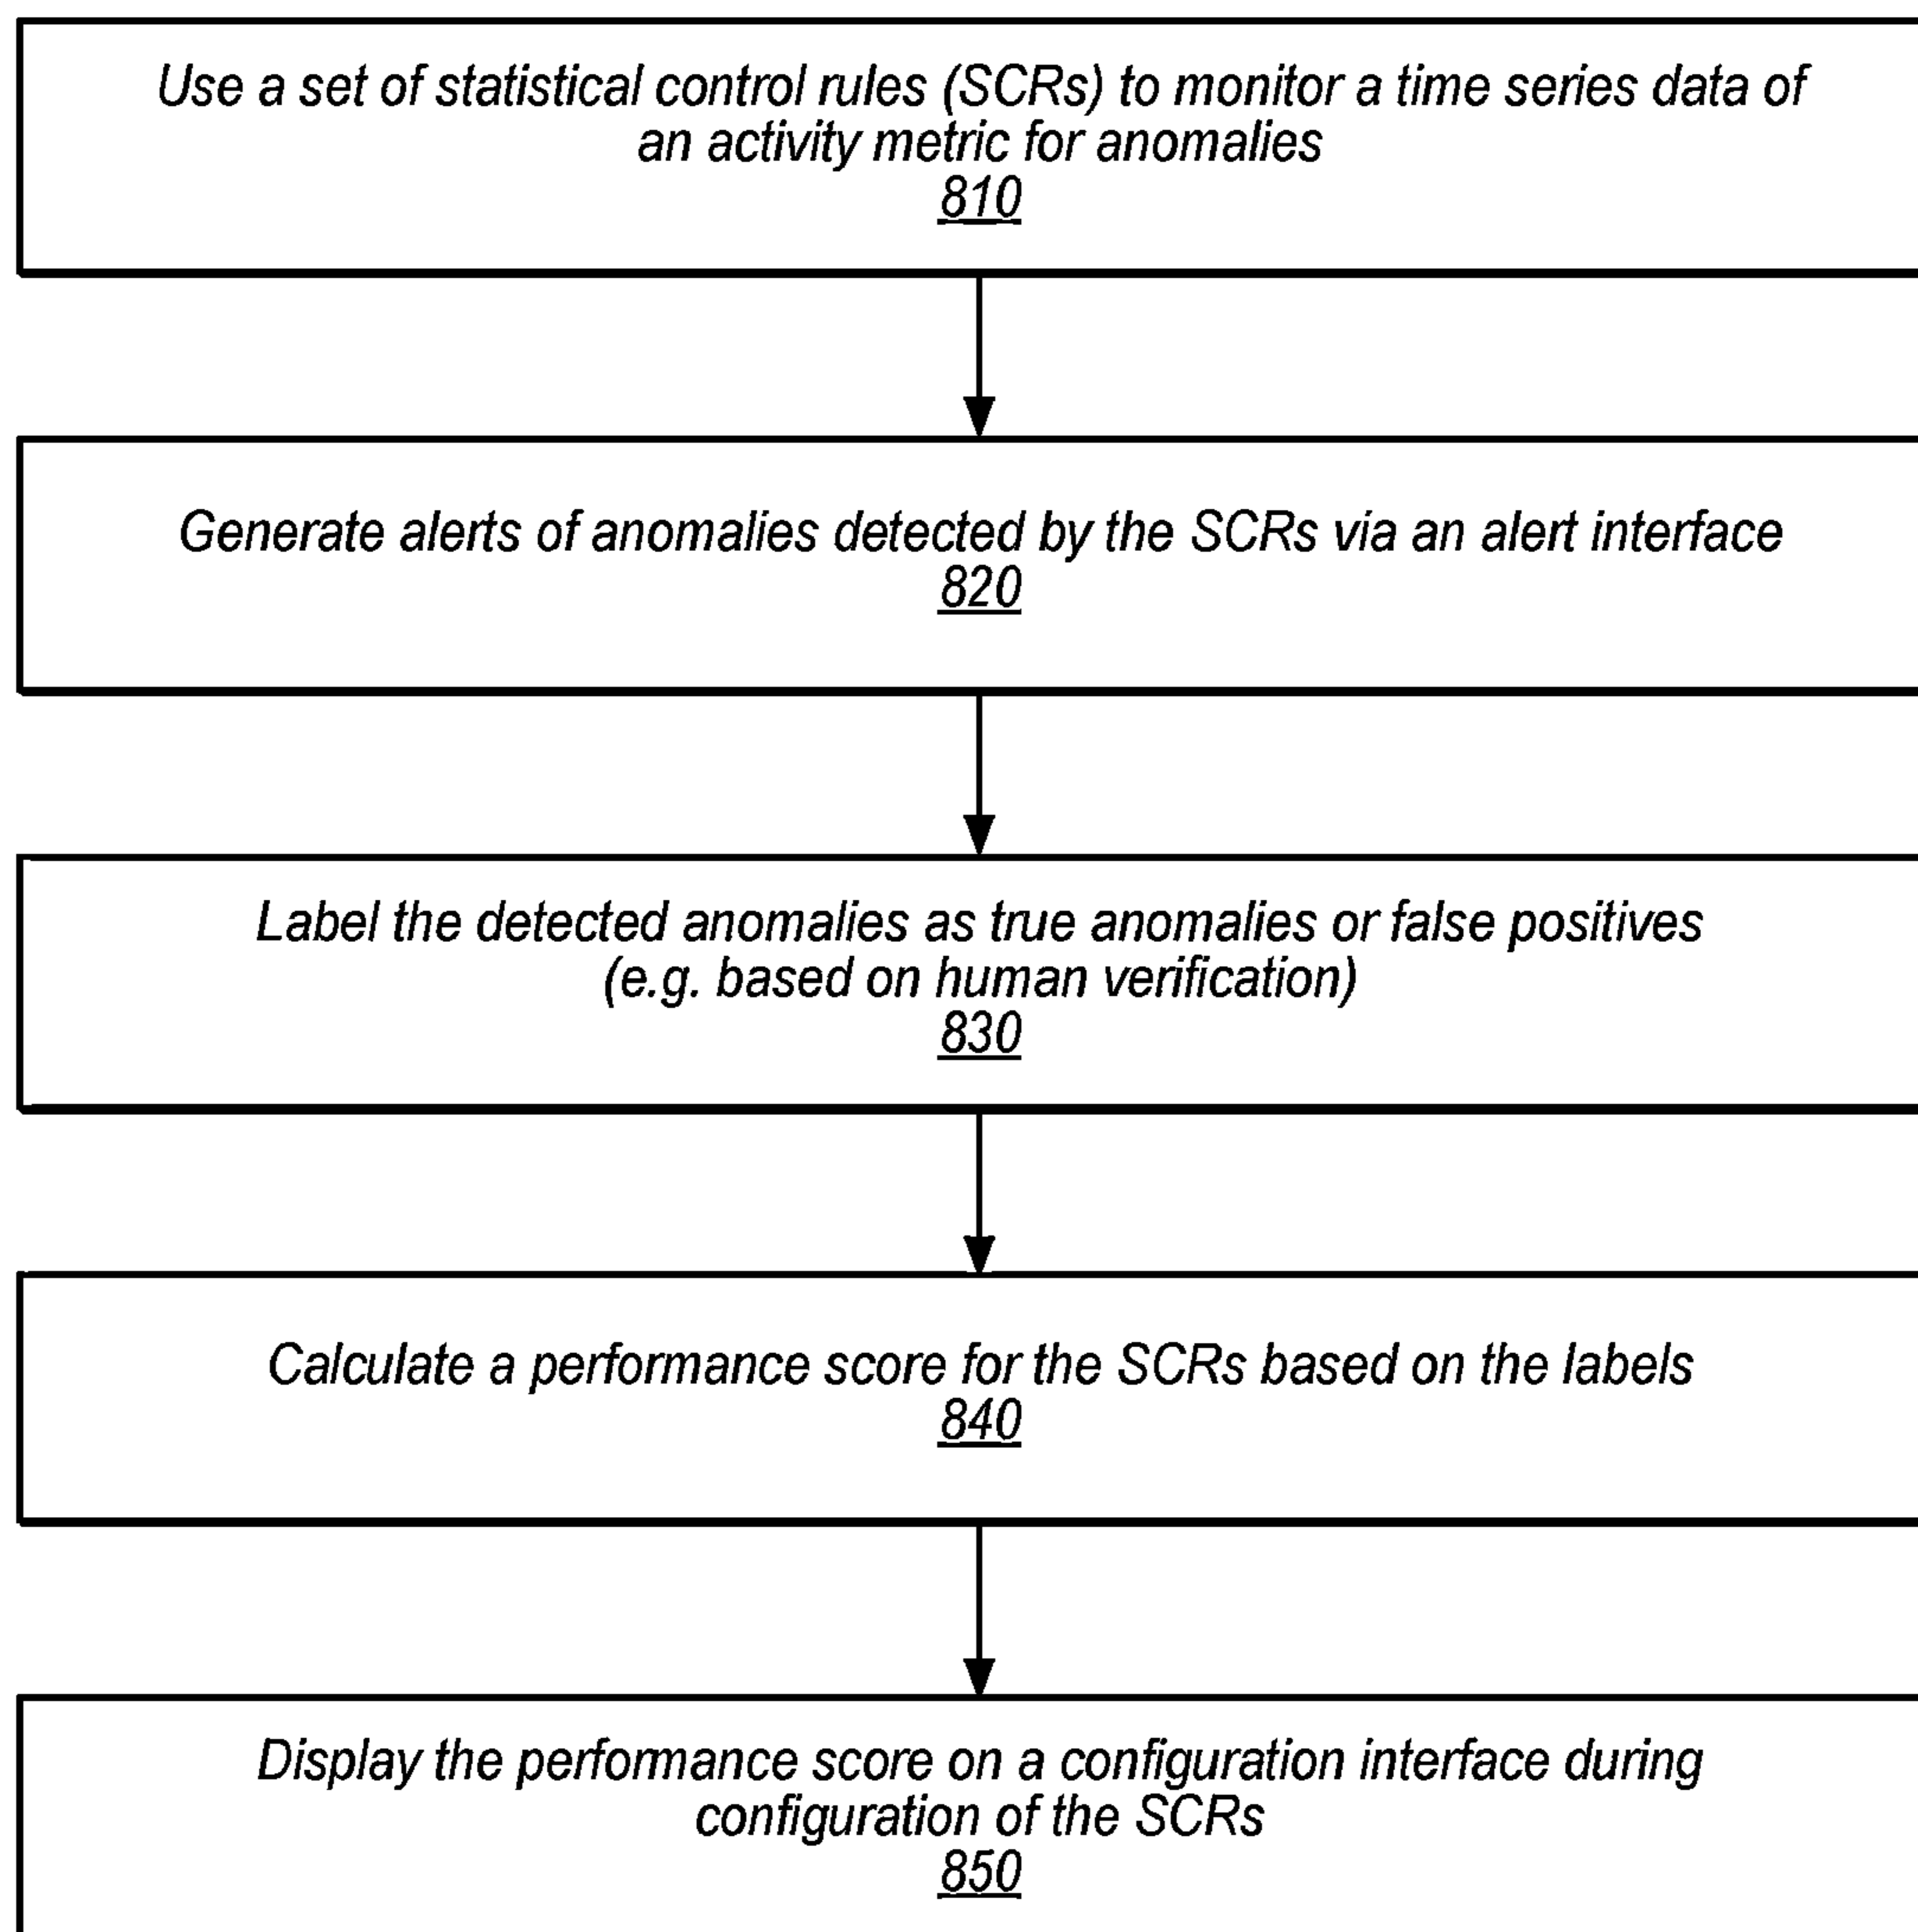 Use a set of statistical control rules (SCRs) to monitor a time series data of
an activity metric for anomalies
810
Generate alerts of anomalies detected by the SCRs via an alert interface
820
Label the detected anomalies as true anomalies or false positives
(e.g. based on human verification)
830
Calculate a performance score for the SCRs based on the labels
840
Display the performance score on a configuration interface during
configuration of the SCRs
850